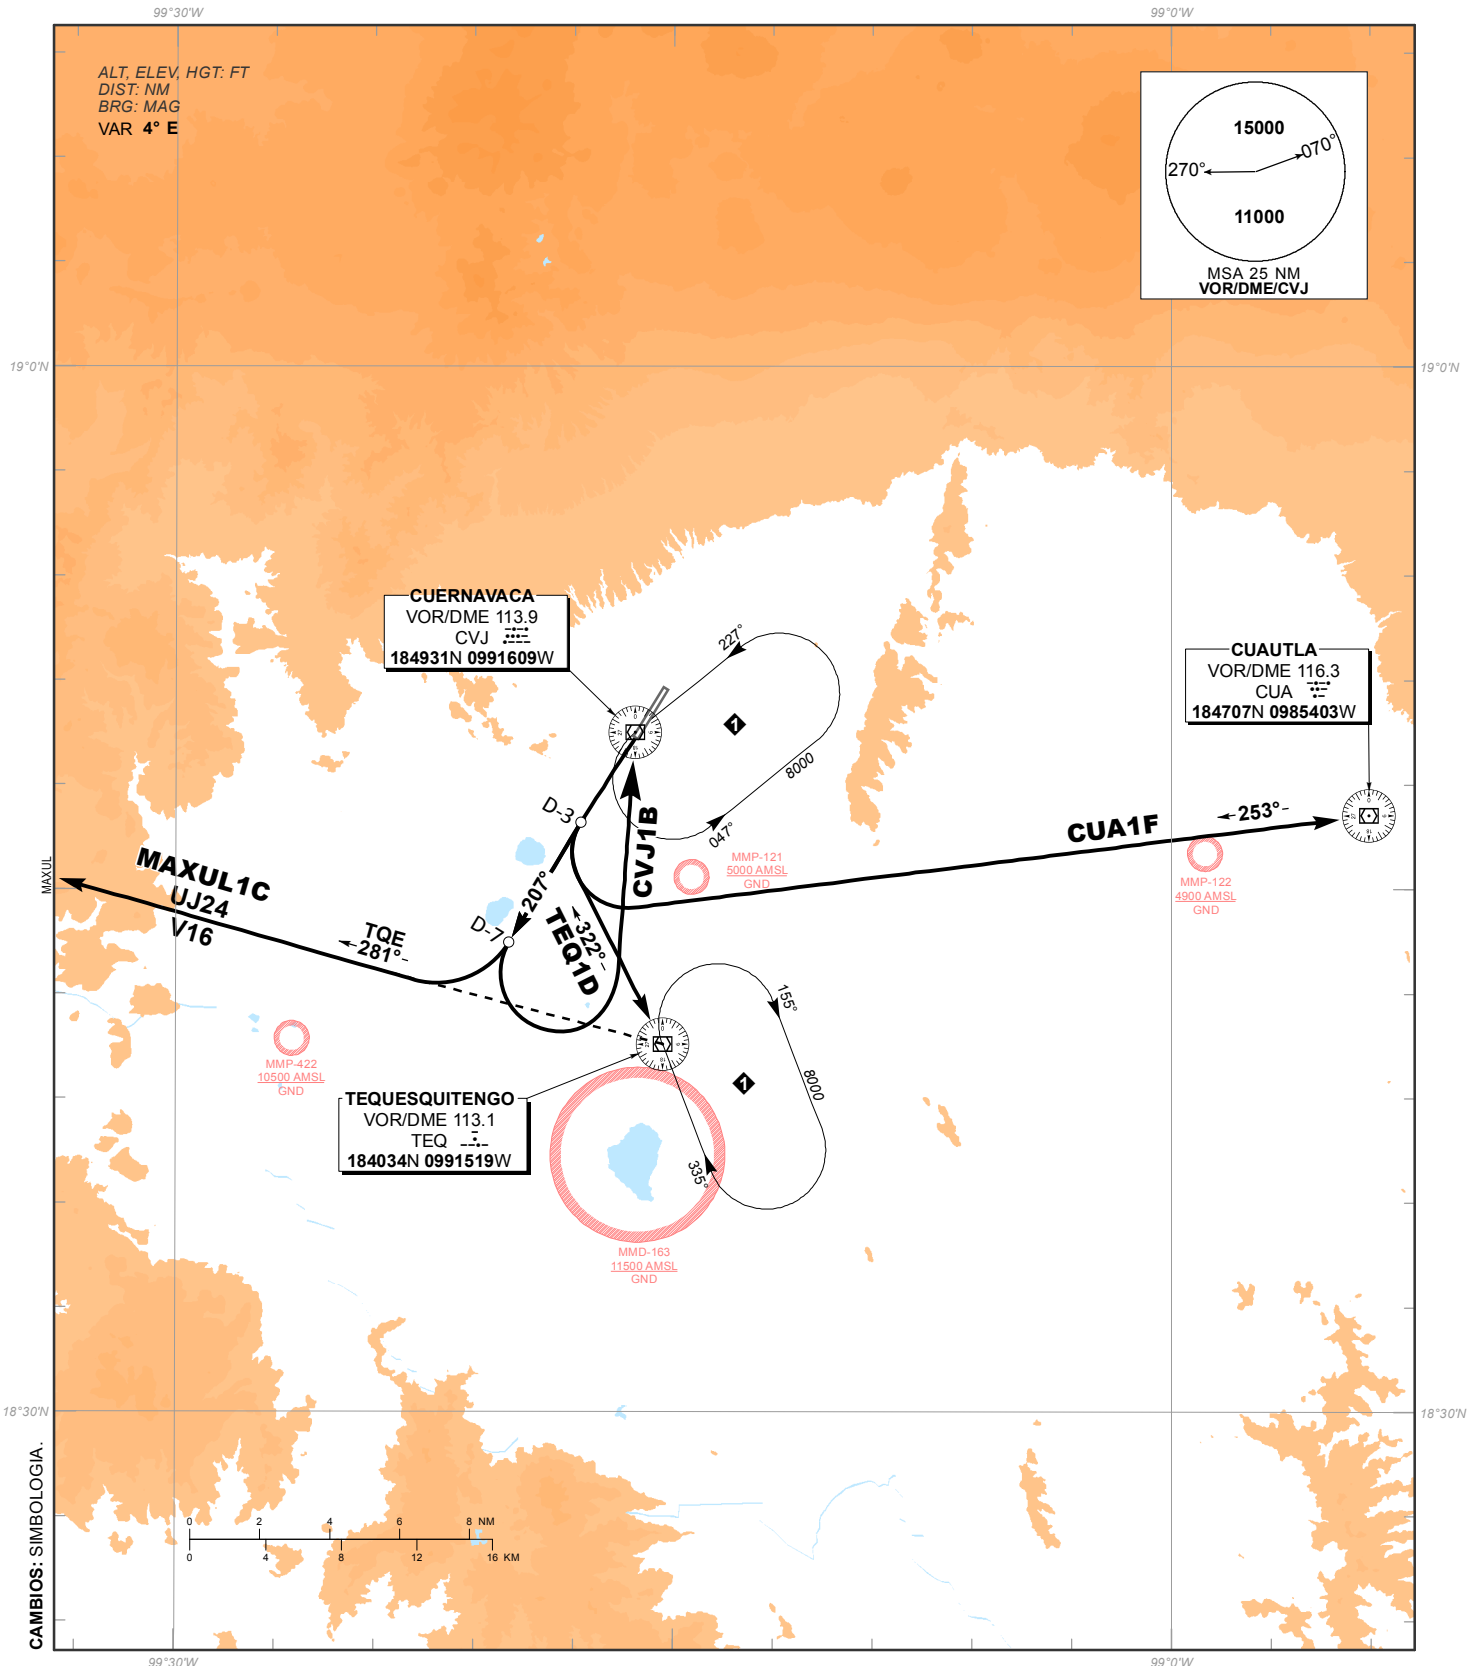 99°30'W
99°0'W
ALT, ELEV, HGT: FT
DIST: NM
BRG: MAG
VAR 4° E
15000
070°
270°
11000
MSA 25 NM
VOR/DME/CVJ
19°0'N
19°0'N
CUERNAVACA
VOR/DME 113.9
CVJ
184931N 0991609W
227°
1
8000
047°
CUAUTLA
VOR/DME 116.3
CUA
184707N 0985403W
D-3
CVJ1B
CUA1F
253°
MMP-121
5000 AMSL
GND
MMP-122
4900 AMSL
GND
MAXUL
MAXUL1C
UJ24
V16
TQE
281°
207°
D-7
322°
TEQ1D
155°
1
8000
335°
MMP-422
10500 AMSL
GND
TEQUESQUITENGO
VOR/DME 113.1
TEQ
184034N 0991519W
MMD-163
11500 AMSL
GND
18°30'N
18°30'N
CAMBIOS: SIMBOLOGIA.
0 2 4 6 8 NM
0 4 8 12 16 KM
99°30'W
99°0'W